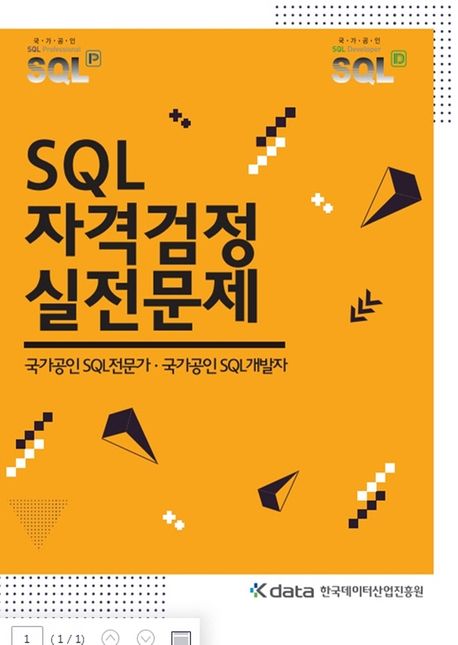 국·가·공·인
SQL Professional
SQL P
국·가·공·인
SQL Developer
SQL D
SQL
자격검정
실전문제
국가공인 SQL전문가 · 국가공인 SQL개발자
K data 한국데이터산업진흥원
1 (1 / 1)